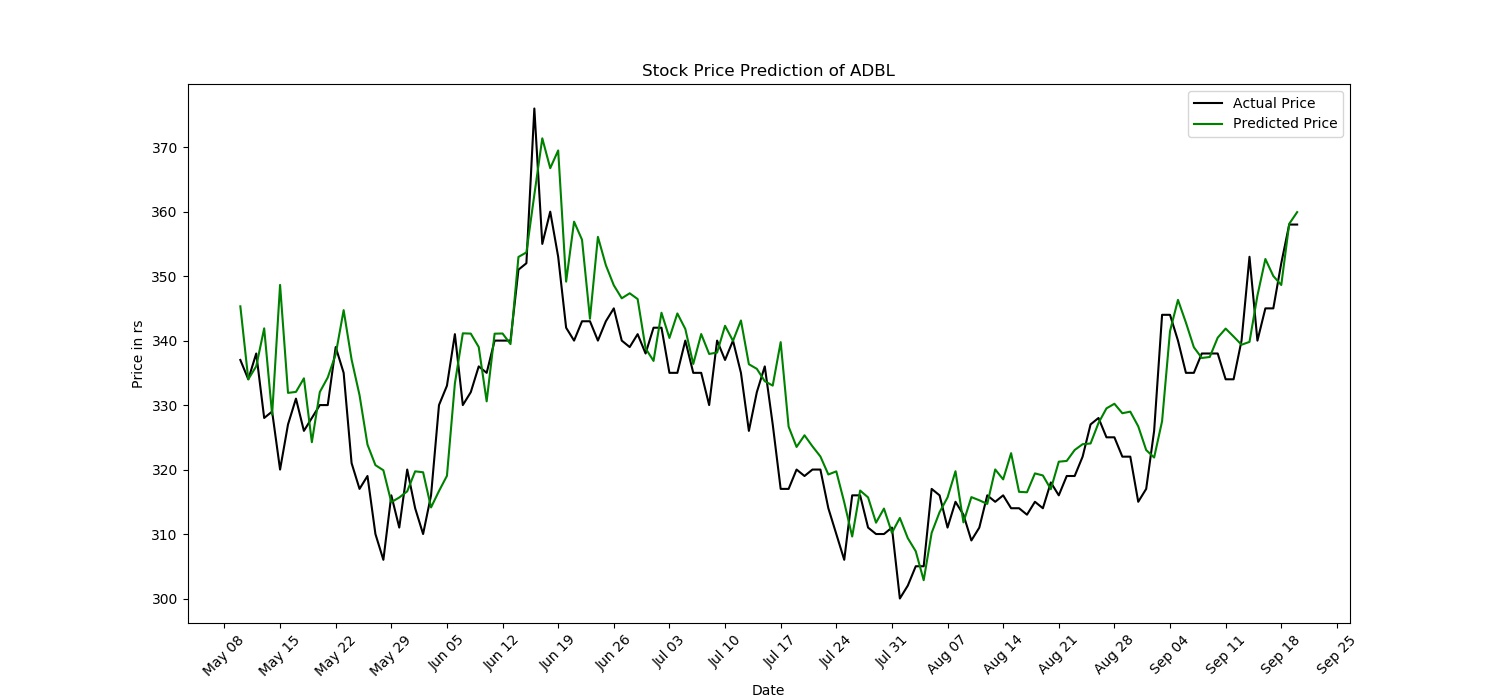 Stock Price Prediction of ADBL
Actual Price
Predicted Price
Price in rs
370
360
350
340
330
320
310
300
May 08
May 15
May 22
May 29
Jun 05
Jun 12
Jun 19
Jun 26
Jul 03
Jul 10
Jul 17
Jul 24
Jul 31
Aug 07
Aug 14
Aug 21
Aug 28
Sep 04
Sep 11
Sep 18
Sep 25
Date